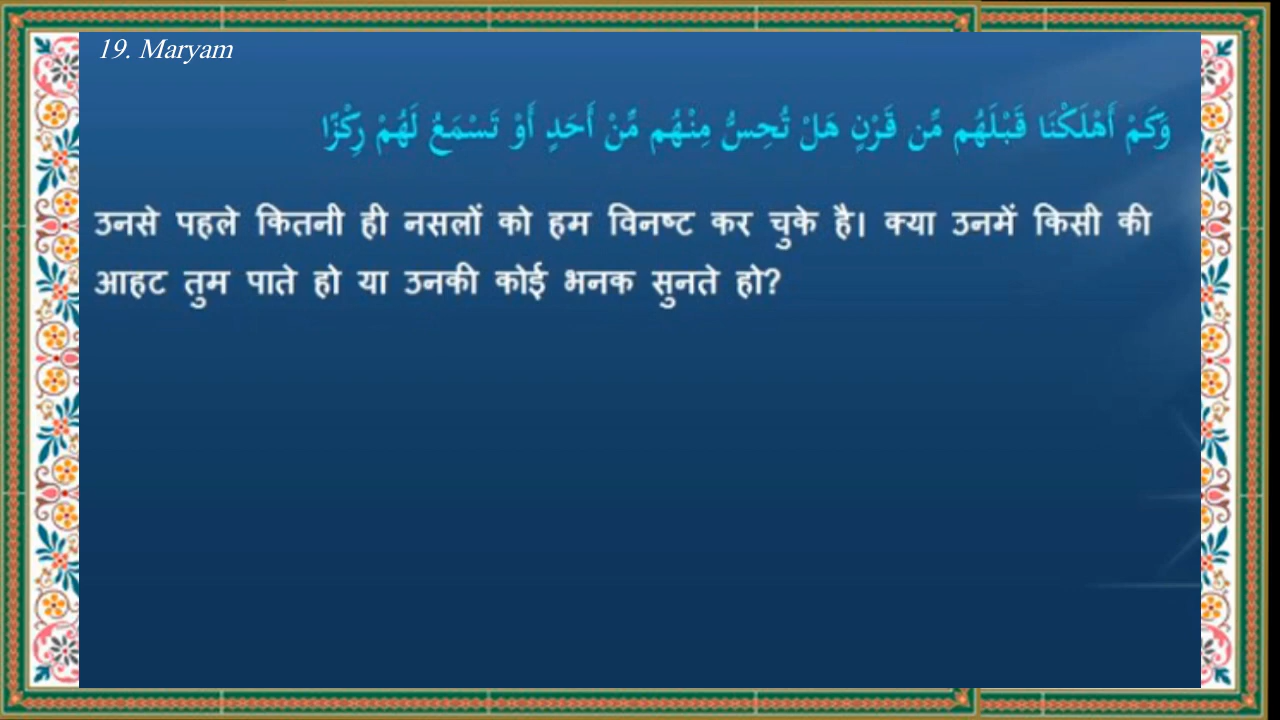 19. Maryam
وَكَمْ أَهْلَكْنَا قَبْلَهُم مِّن قَرْنٍ هَلْ تُحِسُّ مِنْهُم مِّنْ أَحَدٍ أَوْ تَسْمَعُ لَهُمْ رِكْزًا
उनसे पहले कितनी ही नसलों को हम विनष्ट कर चुके है। क्या उनमें किसी की
आहट तुम पाते हो या उनकी कोई भनक सुनते हो?